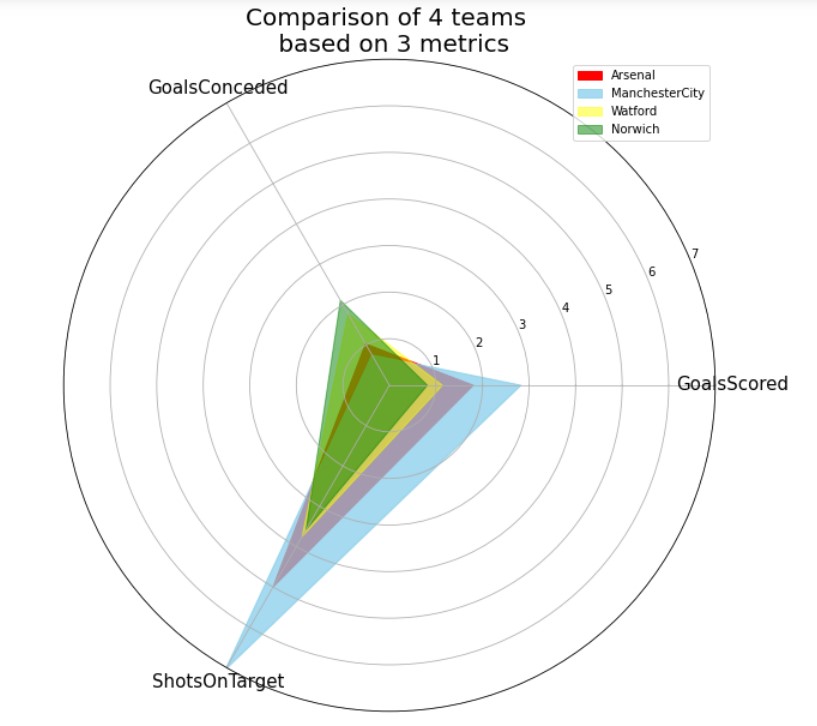 Comparison of 4 teams
based on 3 metrics
GoalsConceded
Arsenal
ManchesterCity
Watford
Norwich
7
6
5
4
3
2
1
GoalsScored
ShotsOnTarget